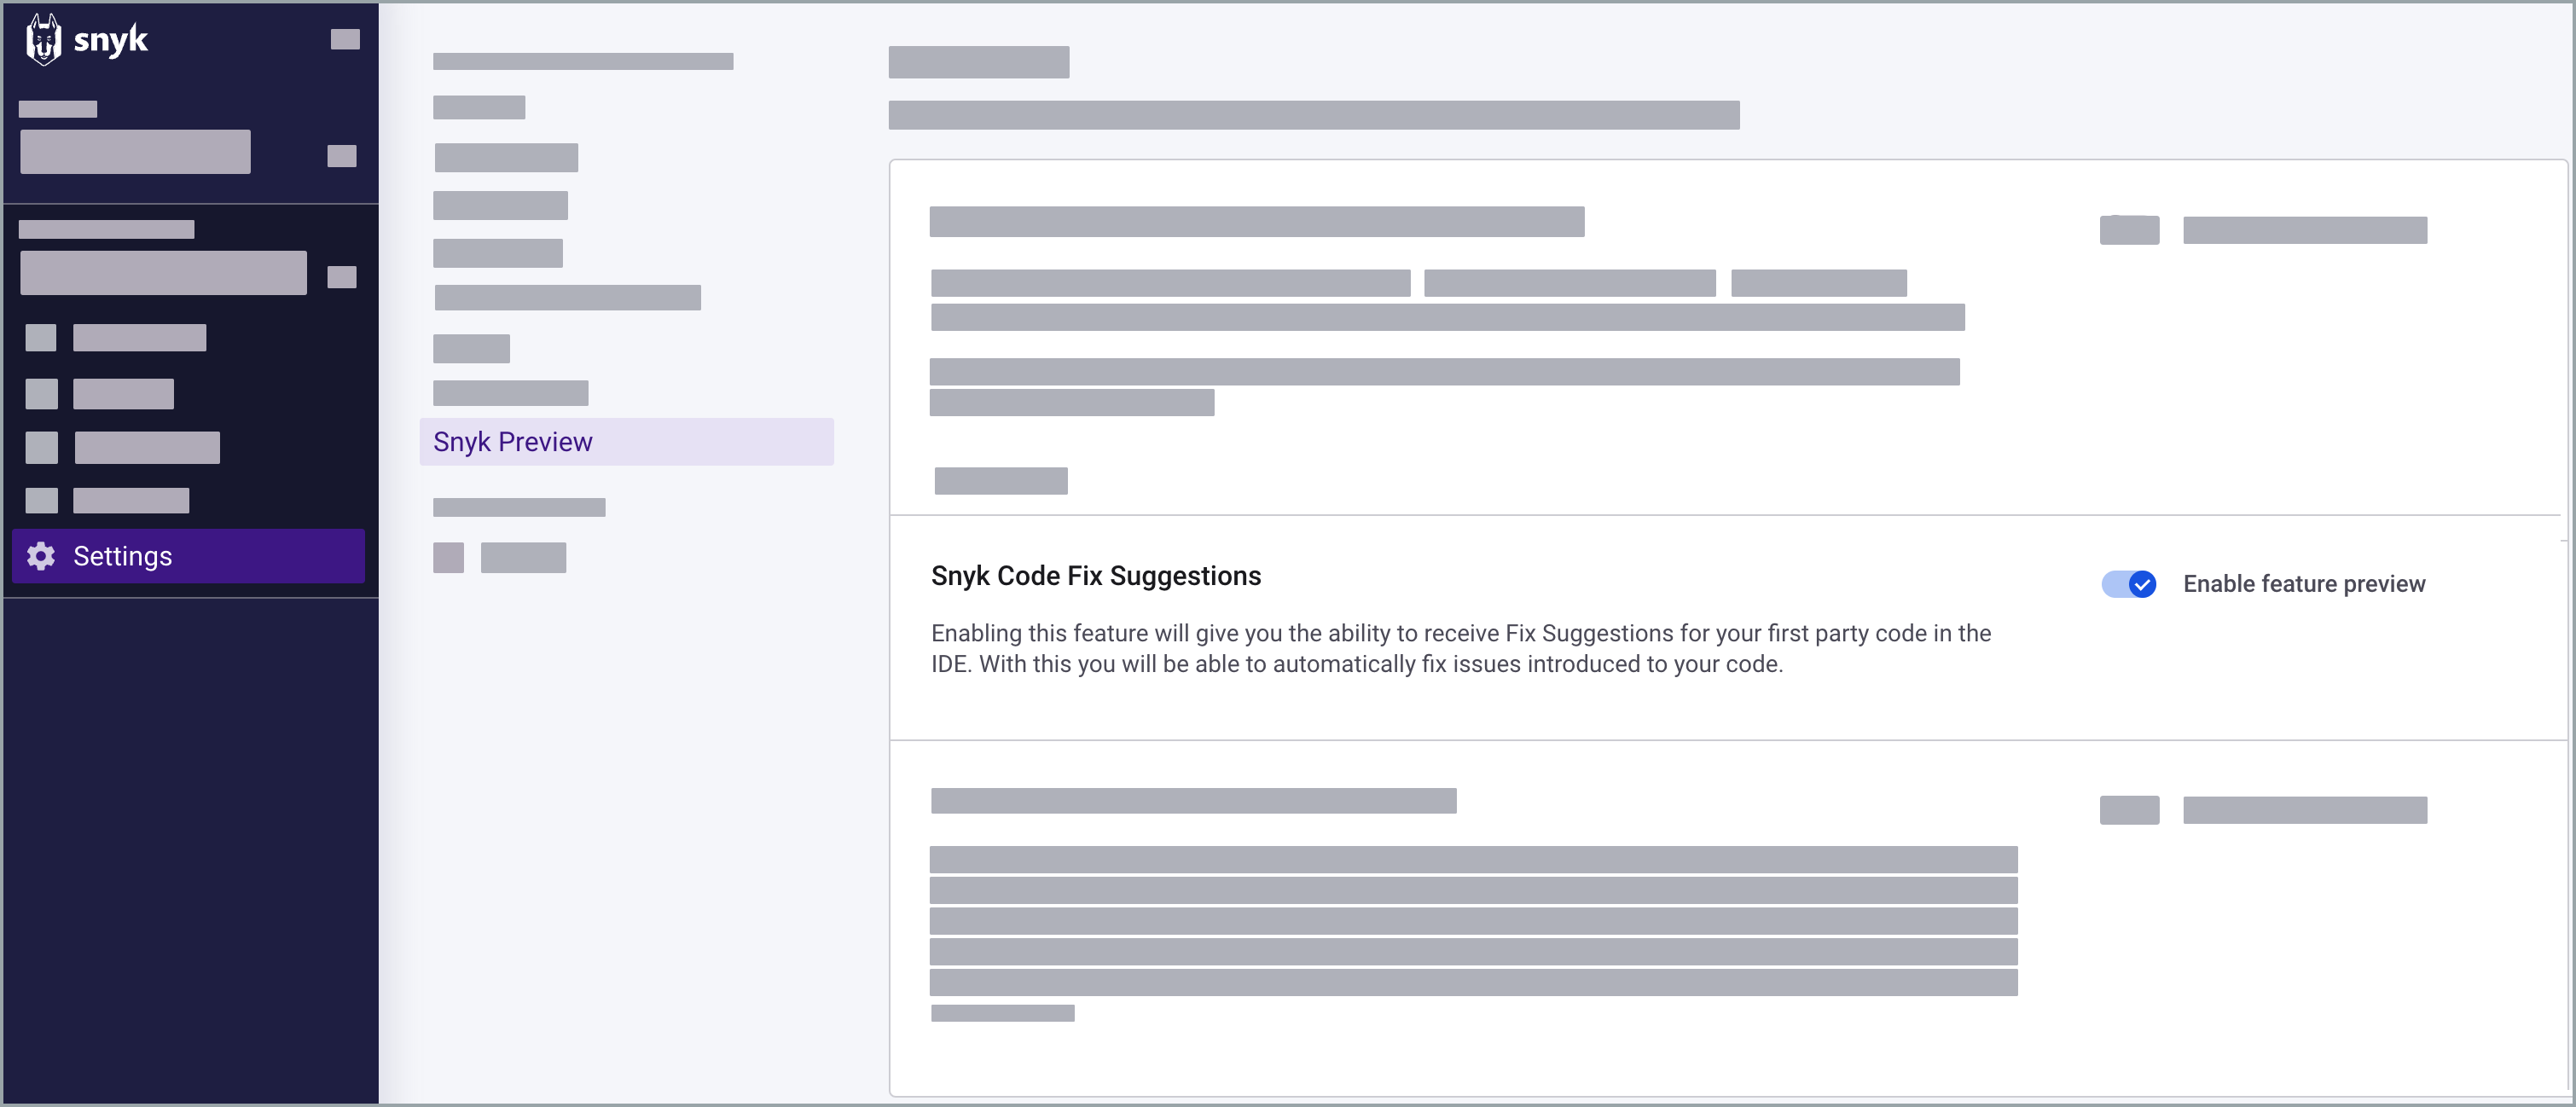 snyk
Settings
Snyk Preview
Snyk Code Fix Suggestions
Enable feature preview
Enabling this feature will give you the ability to receive Fix Suggestions for your first party code in the
IDE. With this you will be able to automatically fix issues introduced to your code.